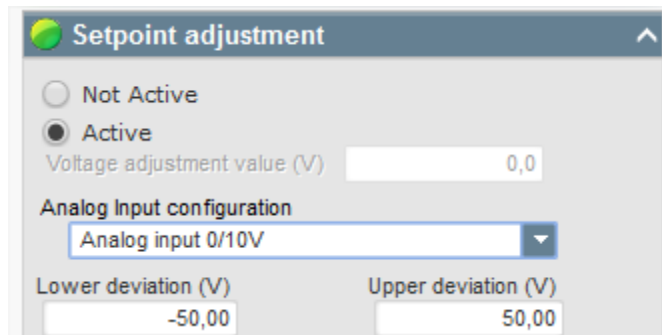 Setpoint adjustment
Not Active
Active
Voltage adjustment value (V) 0,0
Analog Input configuration
Analog input 0/10V
Lower deviation (V) Upper deviation (V)
-50,00 50,00